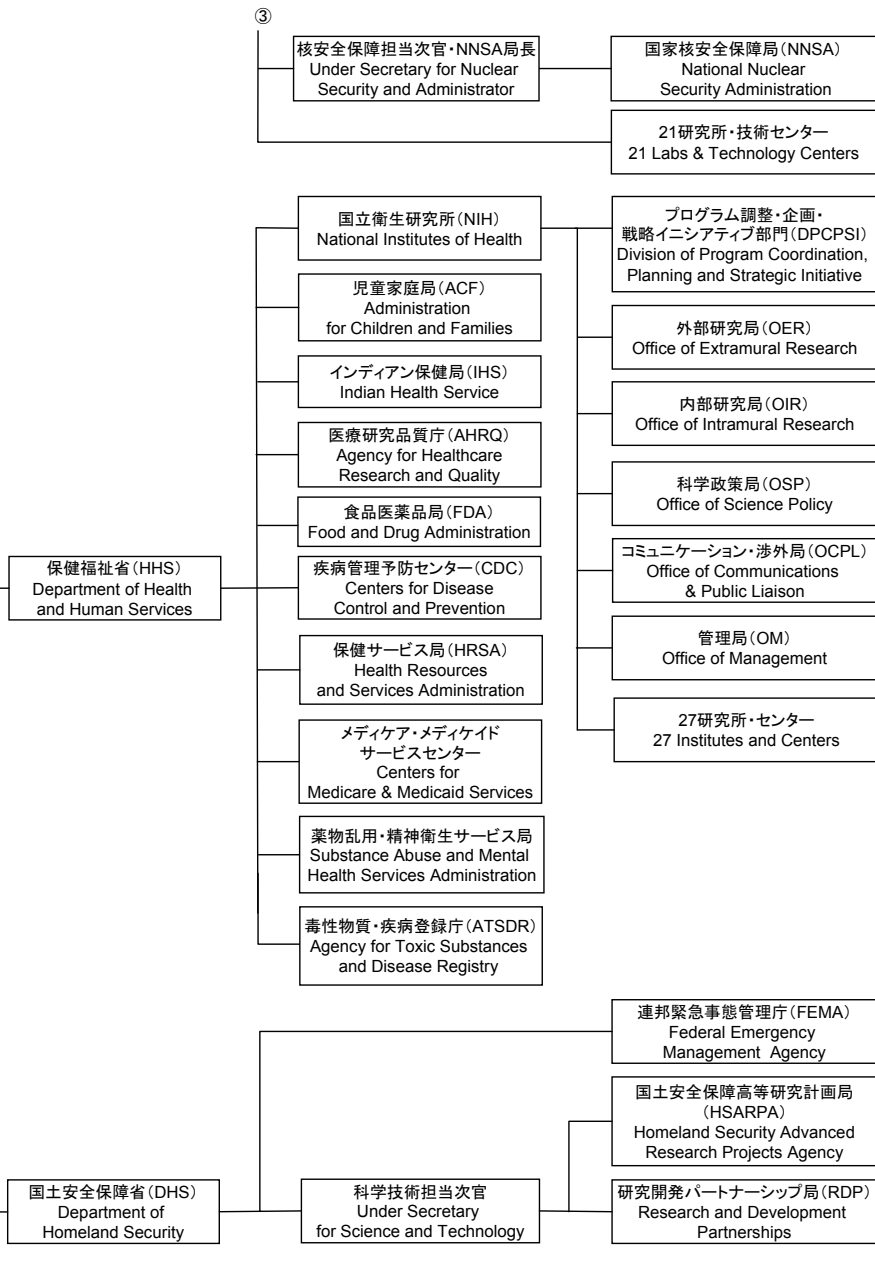 ③
核安全保障担当次官・NNSA局長
Under Secretary for Nuclear
Security and Administrator
国家核安全保障局(NNSA)
National Nuclear
Security Administration
21研究所・技術センター
21 Labs & Technology Centers
国立衛生研究所(NIH)
National Institutes of Health
プログラム調整・企画・
戦略イニシアティブ部門(DPCPSI)
Division of Program Coordination,
Planning and Strategic Initiative
児童家庭局(ACF)
Administration
for Children and Families
外部研究局(OER)
Office of Extramural Research
インディアン保健局(IHS)
Indian Health Service
内部研究局(OIR)
Office of Intramural Research
医療研究品質庁(AHRQ)
Agency for Healthcare
Research and Quality
科学政策局(OSP)
Office of Science Policy
食品医薬品局(FDA)
Food and Drug Administration
コミュニケーション・渉外局(OCPL)
Office of Communications
& Public Liaison
保健福祉省(HHS)
Department of Health
and Human Services
疾病管理予防センター(CDC)
Centers for Disease
Control and Prevention
管理局(OM)
Office of Management
保健サービス局(HRSA)
Health Resources
and Services Administration
27研究所・センター
27 Institutes and Centers
メディケア・メディケイド
サービスセンター
Centers for
Medicare & Medicaid Services
薬物乱用・精神衛生サービス局
Substance Abuse and Mental
Health Services Administration
毒性物質・疾病登録庁(ATSDR)
Agency for Toxic Substances
and Disease Registry
連邦緊急事態管理庁(FEMA)
Federal Emergency
Management Agency
国土安全保障高等研究計画局
(HSARPA)
Homeland Security Advanced
Research Projects Agency
国土安全保障省(DHS)
Department of
Homeland Security
科学技術担当次官
Under Secretary
for Science and Technology
研究開発パートナーシップ局(RDP)
Research and Development
Partnerships